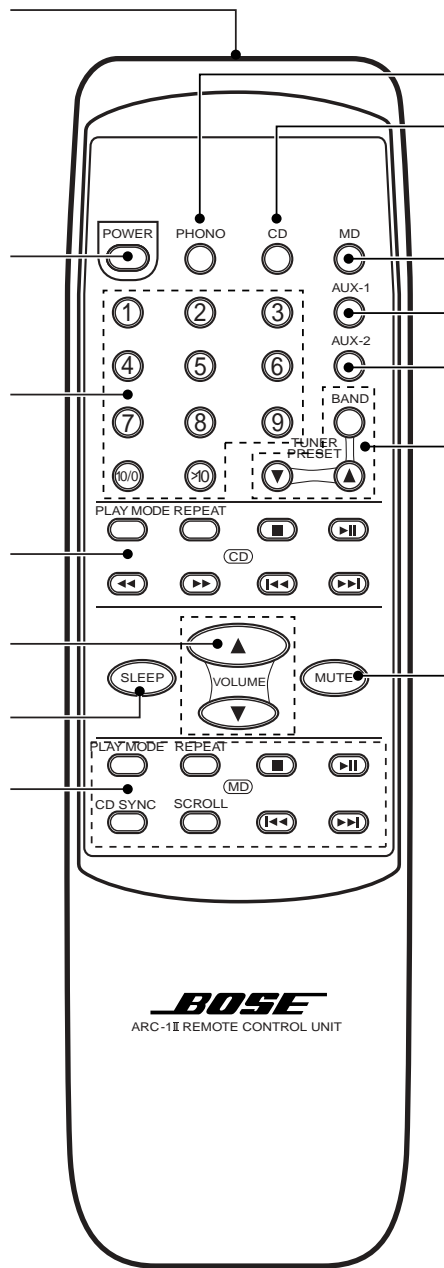 POWER PHONO CD MD
1 2 3 AUX-1
4 5 6 AUX-2
7 8 9 BAND
TUNER
PRESET
10/0 >10
PLAY MODE REPEAT
CD
SLEEP VOLUME MUTE
PLAY MODE REPEAT
MD
CD SYNC SCROLL
BOSE
ARC-1II REMOTE CONTROL UNIT